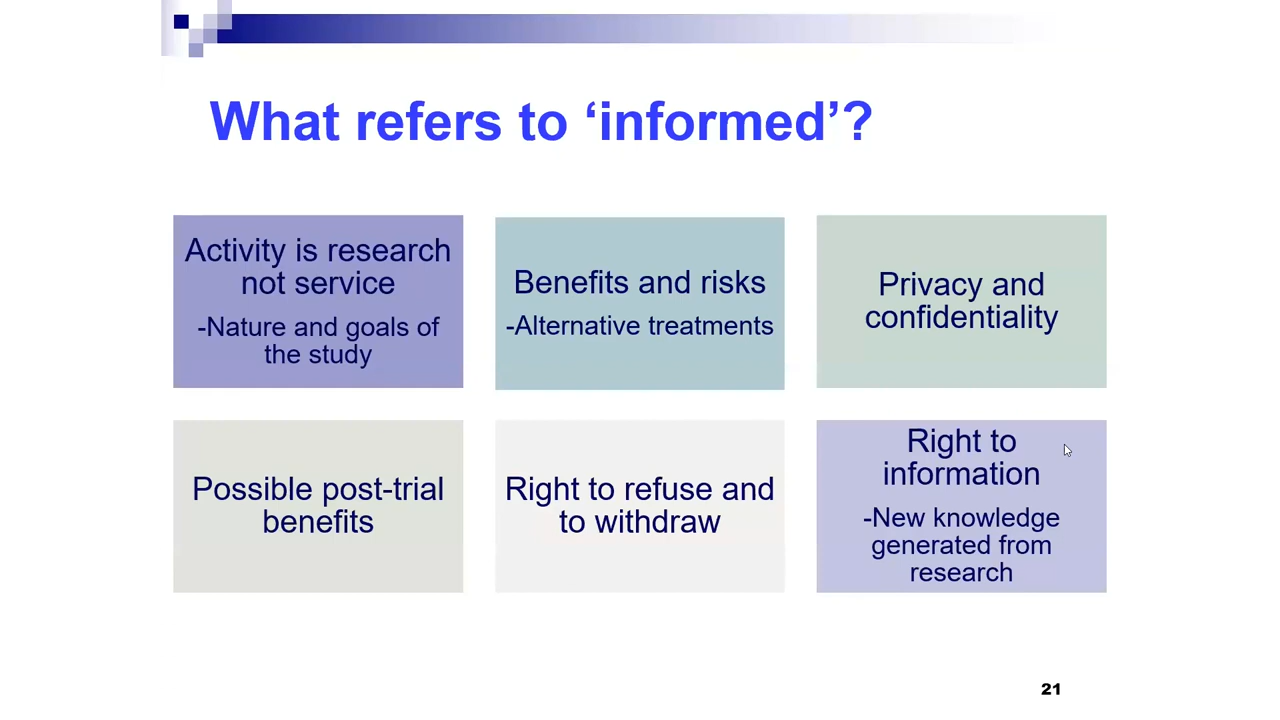 What refers to ‘informed’?
Activity is research
not service
-Nature and goals of
the study
Benefits and risks
-Alternative treatments
Privacy and
confidentiality
Possible post-trial
benefits
Right to refuse and
to withdraw
Right to
information
-New knowledge
generated from
research
21